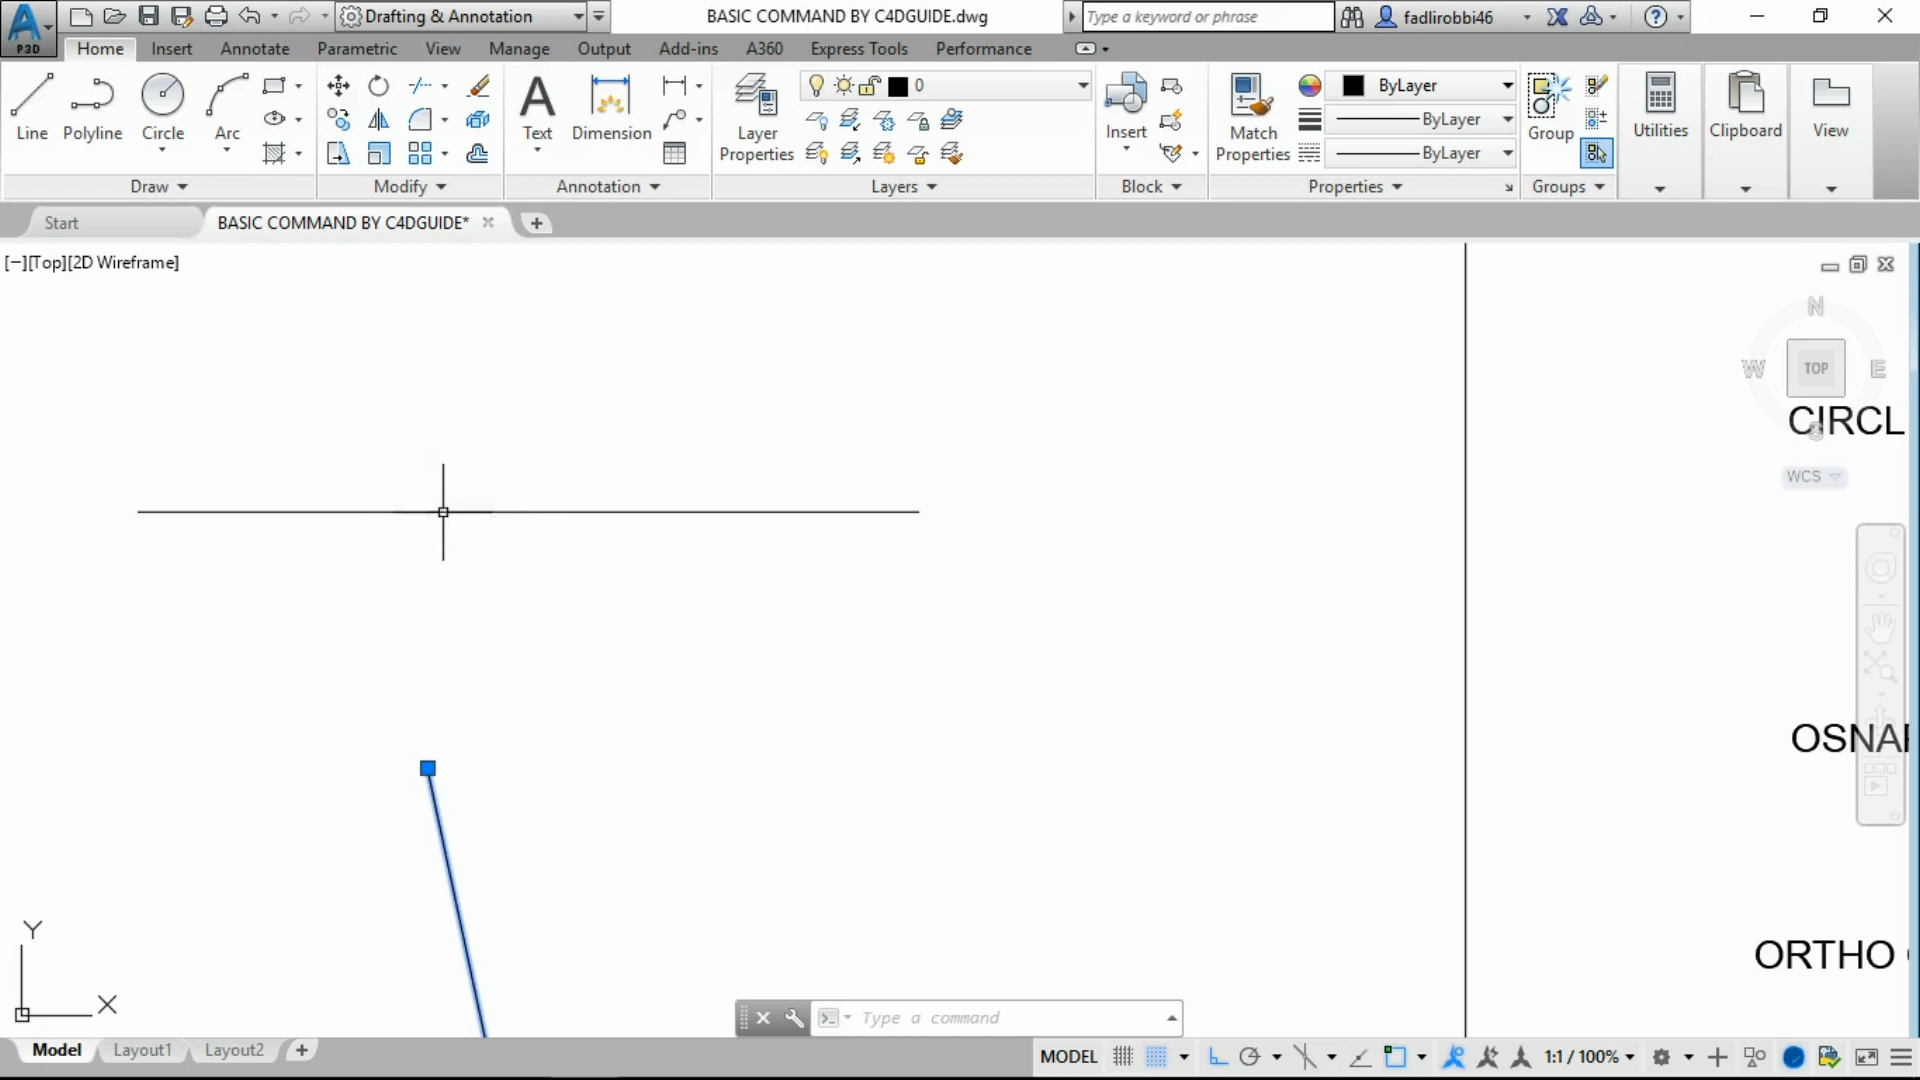 Drafting & Annotation
BASIC COMMAND BY C4DGUIDE.dwg
Type a keyword or phrase
fadlirobbi46
P3D
Home Insert Annotate Parametric View Manage Output Add-ins A360 Express Tools Performance
Line Polyline Circle Arc
Text Dimension
Layer Properties
0
Insert
Match Properties
ByLayer
ByLayer
ByLayer
Group
Utilities
Clipboard
View
Draw Modify Annotation Layers Block Properties Groups
Start
BASIC COMMAND BY C4DGUIDE*
[−][Top][2D Wireframe]
N
W TOP E
CIRCL
S
WCS
OSNAP
ORTHO
Y
X
Type a command
Model Layout1 Layout2
MODEL
1:1 / 100%